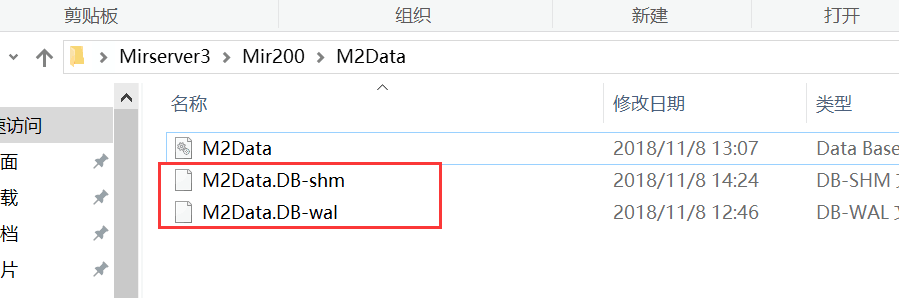 剪贴板 组织 新建 打开
Mirserver3 Mir200 M2Data
名称 修改日期 类型
速访问
面 M2Data 2018/11/8 13:07 Data Base
载 M2Data.DB-shm 2018/11/8 14:24 DB-SHM
档 M2Data.DB-wal 2018/11/8 12:46 DB-WAL
片